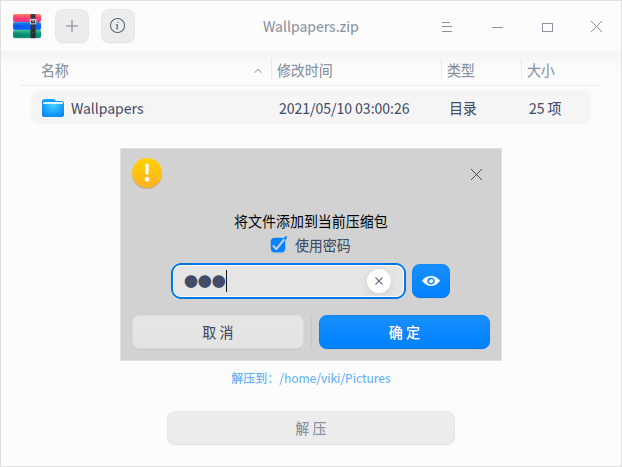 Wallpapers.zip
名称 修改时间 类型 大小
Wallpapers 2021/05/10 03:00:26 目录 25 项
将文件添加到当前压缩包
使用密码
●●●
取消 确定
解压到：/home/viki/Pictures
解压